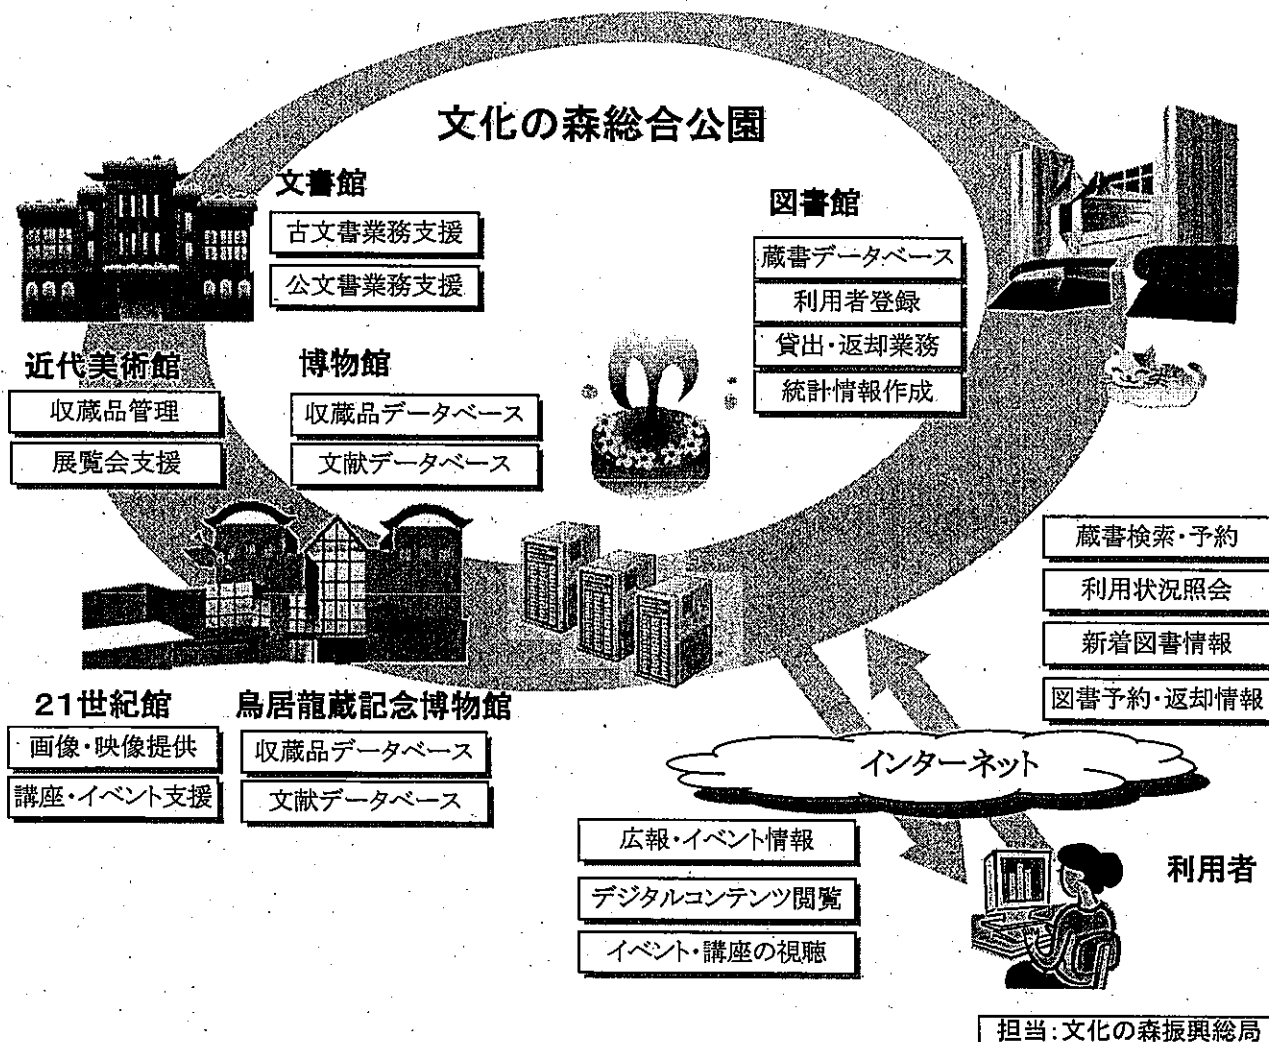 文化の森総合公園
文書館
古文書業務支援
公文書業務支援
図書館
蔵書データベース
利用者登録
貸出・返却業務
統計情報作成
近代美術館
収蔵品管理
展覧会支援
博物館
収蔵品データベース
文献データベース
21世紀館
画像・映像提供
講座・イベント支援
鳥居龍蔵記念博物館
収蔵品データベース
文献データベース
蔵書検索・予約
利用状況照会
新着図書情報
図書予約・返却情報
インターネット
広報・イベント情報
デジタルコンテンツ閲覧
イベント・講座の視聴
利用者
担当:文化の森振興総局